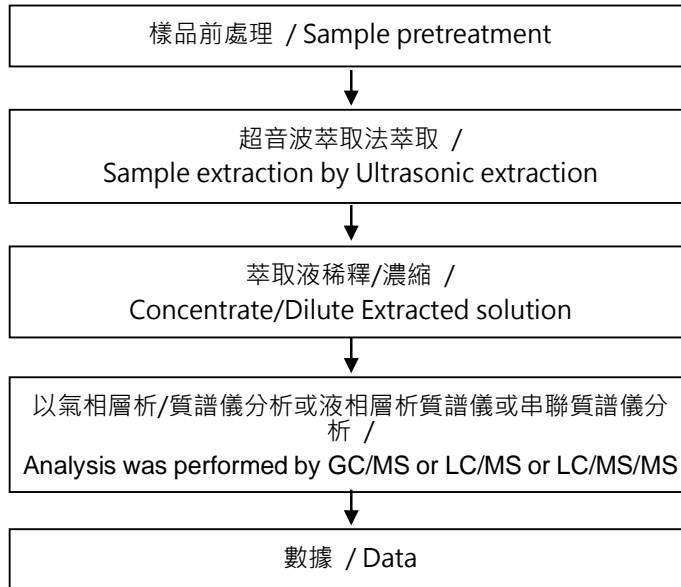 樣品前處理 / Sample pretreatment
超音波萃取法萃取 /
Sample extraction by Ultrasonic extraction
萃取液稀釋/濃縮 /
Concentrate/Dilute Extracted solution
以氣相層析/質譜儀分析或液相層析質譜儀或串聯質譜儀分
析 /
Analysis was performed by GC/MS or LC/MS or LC/MS/MS
數據 / Data